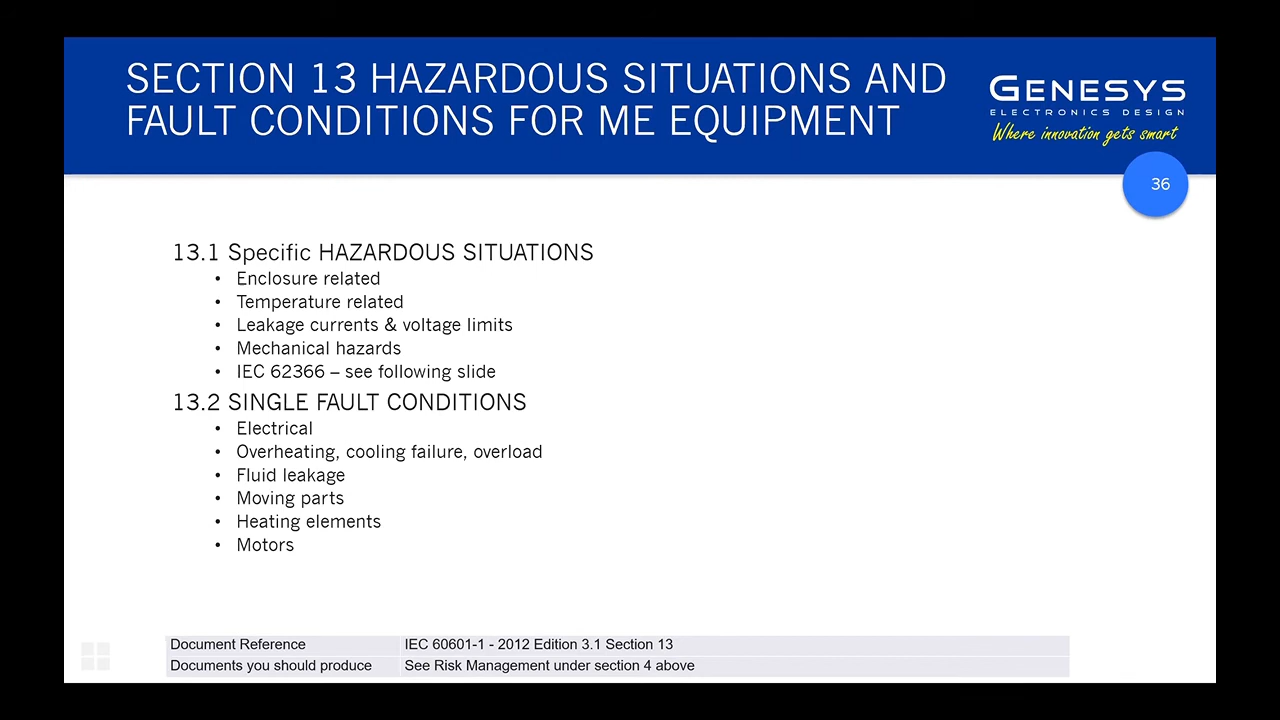 SECTION 13 HAZARDOUS SITUATIONS AND
FAULT CONDITIONS FOR ME EQUIPMENT
GENESYS
ELECTRONICS DESIGN
Where innovation gets smart
36
13.1 Specific HAZARDOUS SITUATIONS
• Enclosure related
• Temperature related
• Leakage currents & voltage limits
• Mechanical hazards
• IEC 62366 – see following slide
13.2 SINGLE FAULT CONDITIONS
• Electrical
• Overheating, cooling failure, overload
• Fluid leakage
• Moving parts
• Heating elements
• Motors
Document Reference IEC 60601-1 - 2012 Edition 3.1 Section 13
Documents you should produce See Risk Management under section 4 above